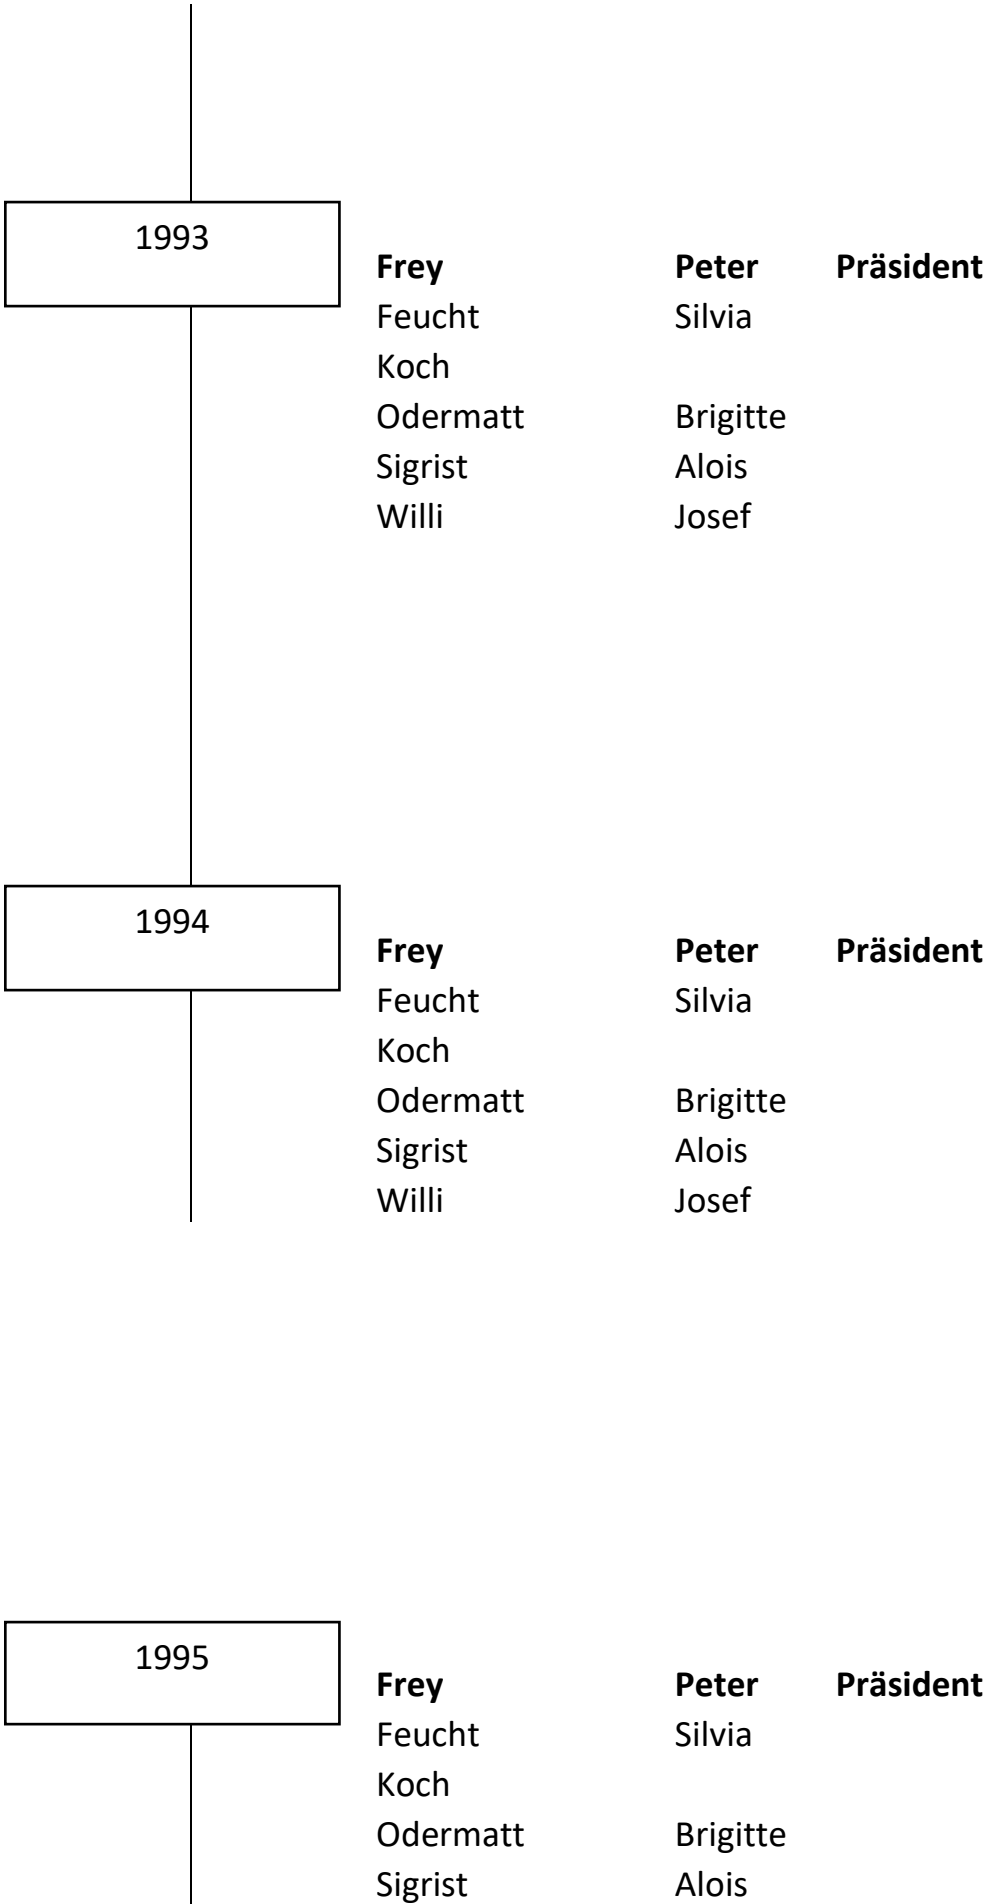 1993
Frey Peter Präsident
Feucht Silvia
Koch
Odermatt Brigitte
Sigrist Alois
Willi Josef
1994
Frey Peter Präsident
Feucht Silvia
Koch
Odermatt Brigitte
Sigrist Alois
Willi Josef
1995
Frey Peter Präsident
Feucht Silvia
Koch
Odermatt Brigitte
Sigrist Alois